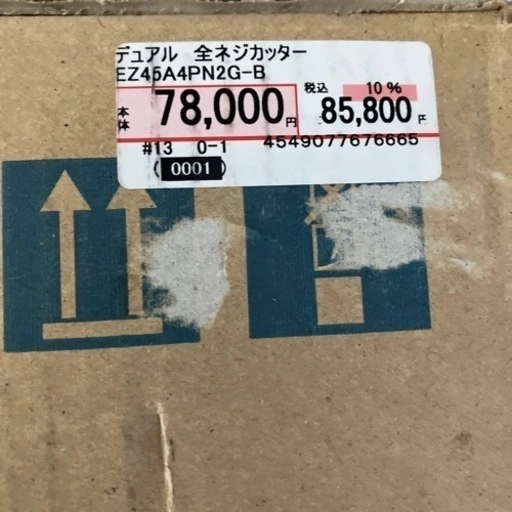 デュアル 全ネジカッター
EZ45A4PN2G-B
本体 78,000円 税込 10% 85,800円
#13 0-1 4549077676665
(0001)